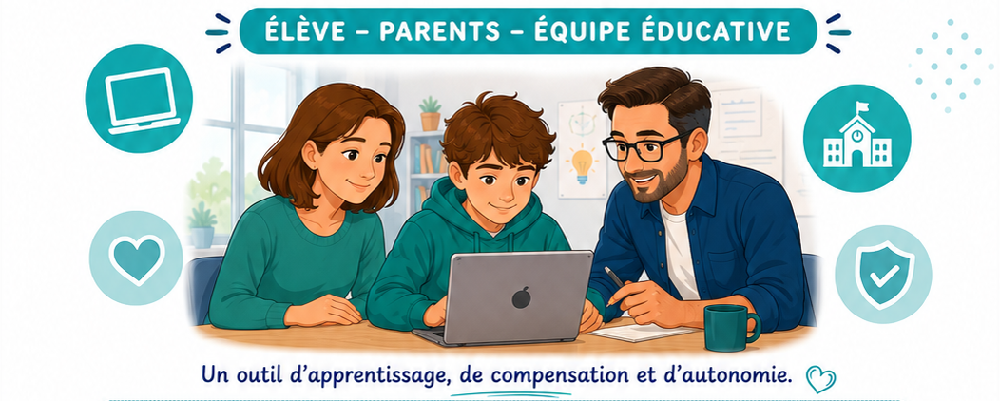 ÉLÈVE – PARENTS – ÉQUIPE ÉDUCATIVE
Un outil d'apprentissage, de compensation et d'autonomie.